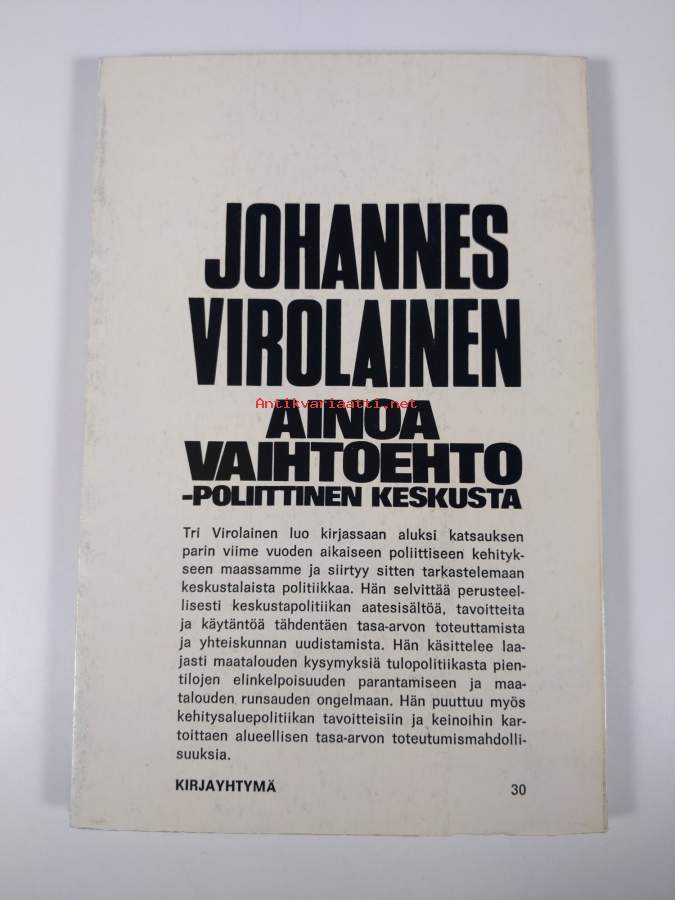 JOHANNES
VIROLAINEN
Antikvariaatti.net
AINOA
VAIHTOEHTO
-POLIITTINEN KESKUSTA
Tri Virolainen luo kirjassaan aluksi katsauksen
parin viime vuoden aikaiseen poliittiseen kehityk-
seen maassamme ja siirtyy sitten tarkastelemaan
keskustalaista politiikkaa. Hän selvittää perusteel-
lisesti keskustapolitiikan aatesisältöä, tavoitteita
ja käytäntöä tähdentäen tasa-arvon toteuttamista
ja yhteiskunnan uudistamista. Hän käsittelee laa-
jasti maatalouden kysymyksiä tulopolitiikasta pien-
tilojen elinkelpoisuuden parantamiseen ja maa-
talouden runsauden ongelmaan. Hän puuttuu myös
kehitysaluepolitiikan tavoitteisiin ja keinoihin kar-
toittaen alueellisen tasa-arvon toteutumismahdolli-
suuksia.
KIRJAYHTYMÄ 30